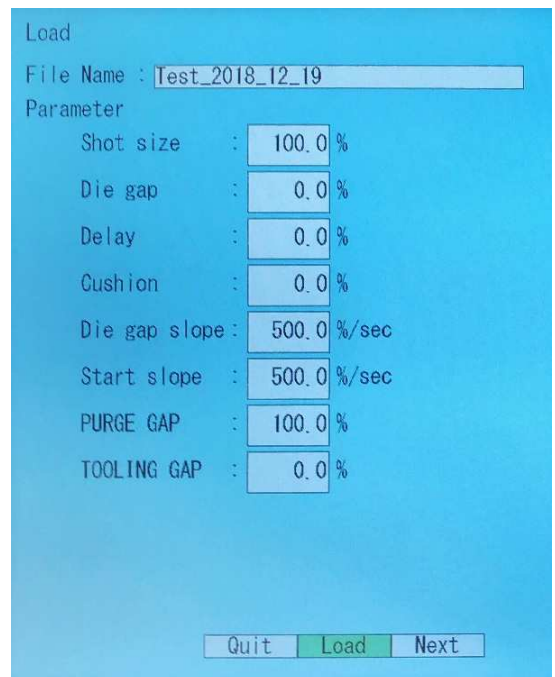 Load
File Name : Test_2018_12_19
Parameter
Shot size : 100.0 %
Die gap : 0.0 %
Delay : 0.0 %
Cushion : 0.0 %
Die gap slope : 500.0 %/sec
Start slope : 500.0 %/sec
PURGE GAP : 100.0 %
TOOLING GAP : 0.0 %
Quit Load Next